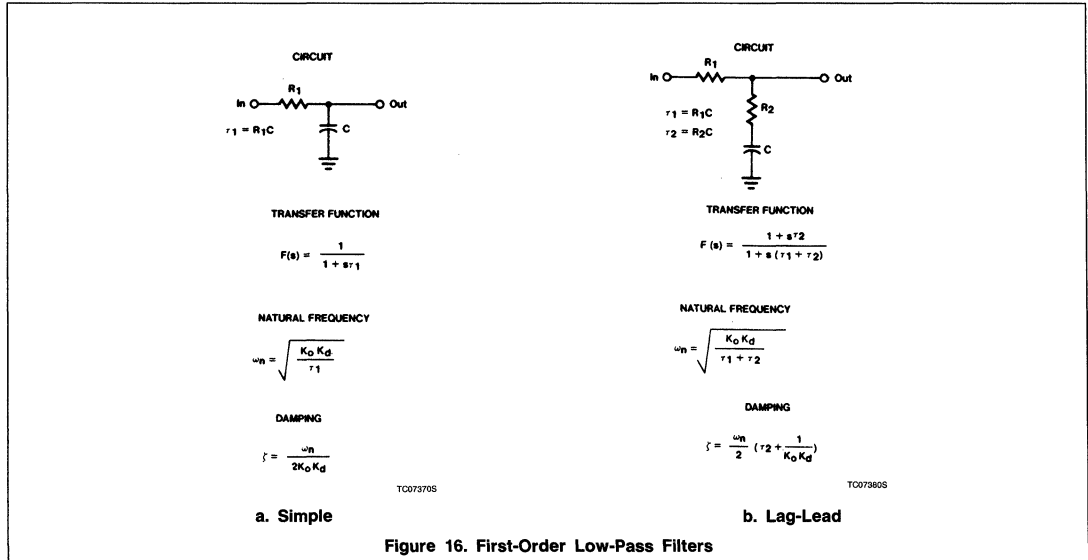 CIRCUIT
R1
In
Out
τ1 = R1C
C
TRANSFER FUNCTION
F(s) = 1 / (1 + sτ1)
NATURAL FREQUENCY
ωn = √(KoKd / τ1)
DAMPING
ζ = ωn / (2KoKd)
TC07370S
a. Simple
CIRCUIT
R1
In
Out
τ1 = R1C
τ2 = R2C
R2
C
TRANSFER FUNCTION
F (s) = (1 + sτ2) / (1 + s (τ1 + τ2))
NATURAL FREQUENCY
ωn = √(KoKd / (τ1 + τ2))
DAMPING
ζ = ωn / 2 (τ2 + 1 / (KoKd))
TC07380S
b. Lag-Lead
Figure 16. First-Order Low-Pass Filters